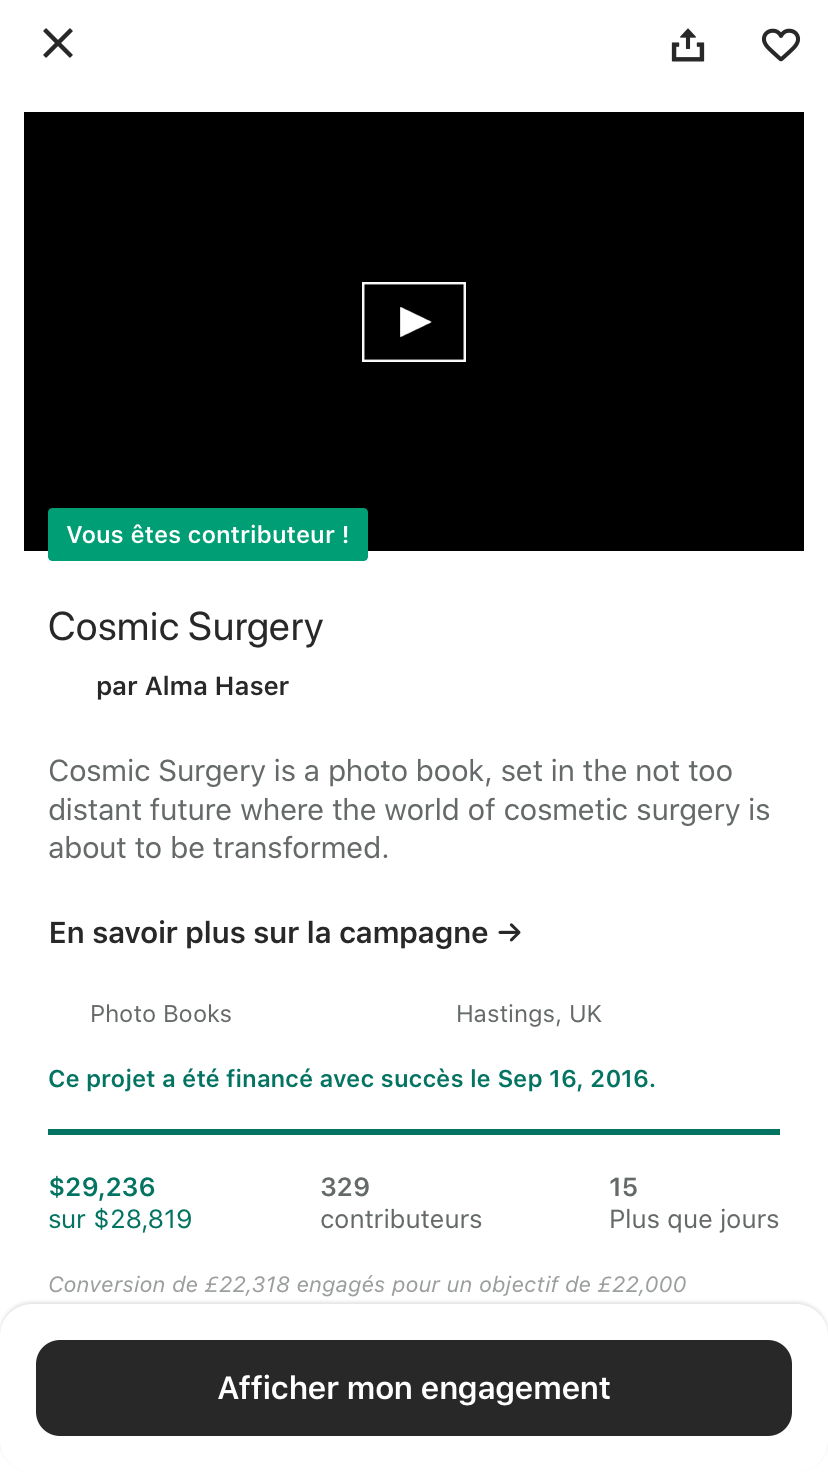 Vous êtes contributeur !
Cosmic Surgery
par Alma Haser
Cosmic Surgery is a photo book, set in the not too
distant future where the world of cosmetic surgery is
about to be transformed.
En savoir plus sur la campagne →
Photo Books
Hastings, UK
Ce projet a été financé avec succès le Sep 16, 2016.
$29,236
sur $28,819
329
contributeurs
15
Plus que jours
Conversion de £22,318 engagés pour un objectif de £22,000
Afficher mon engagement